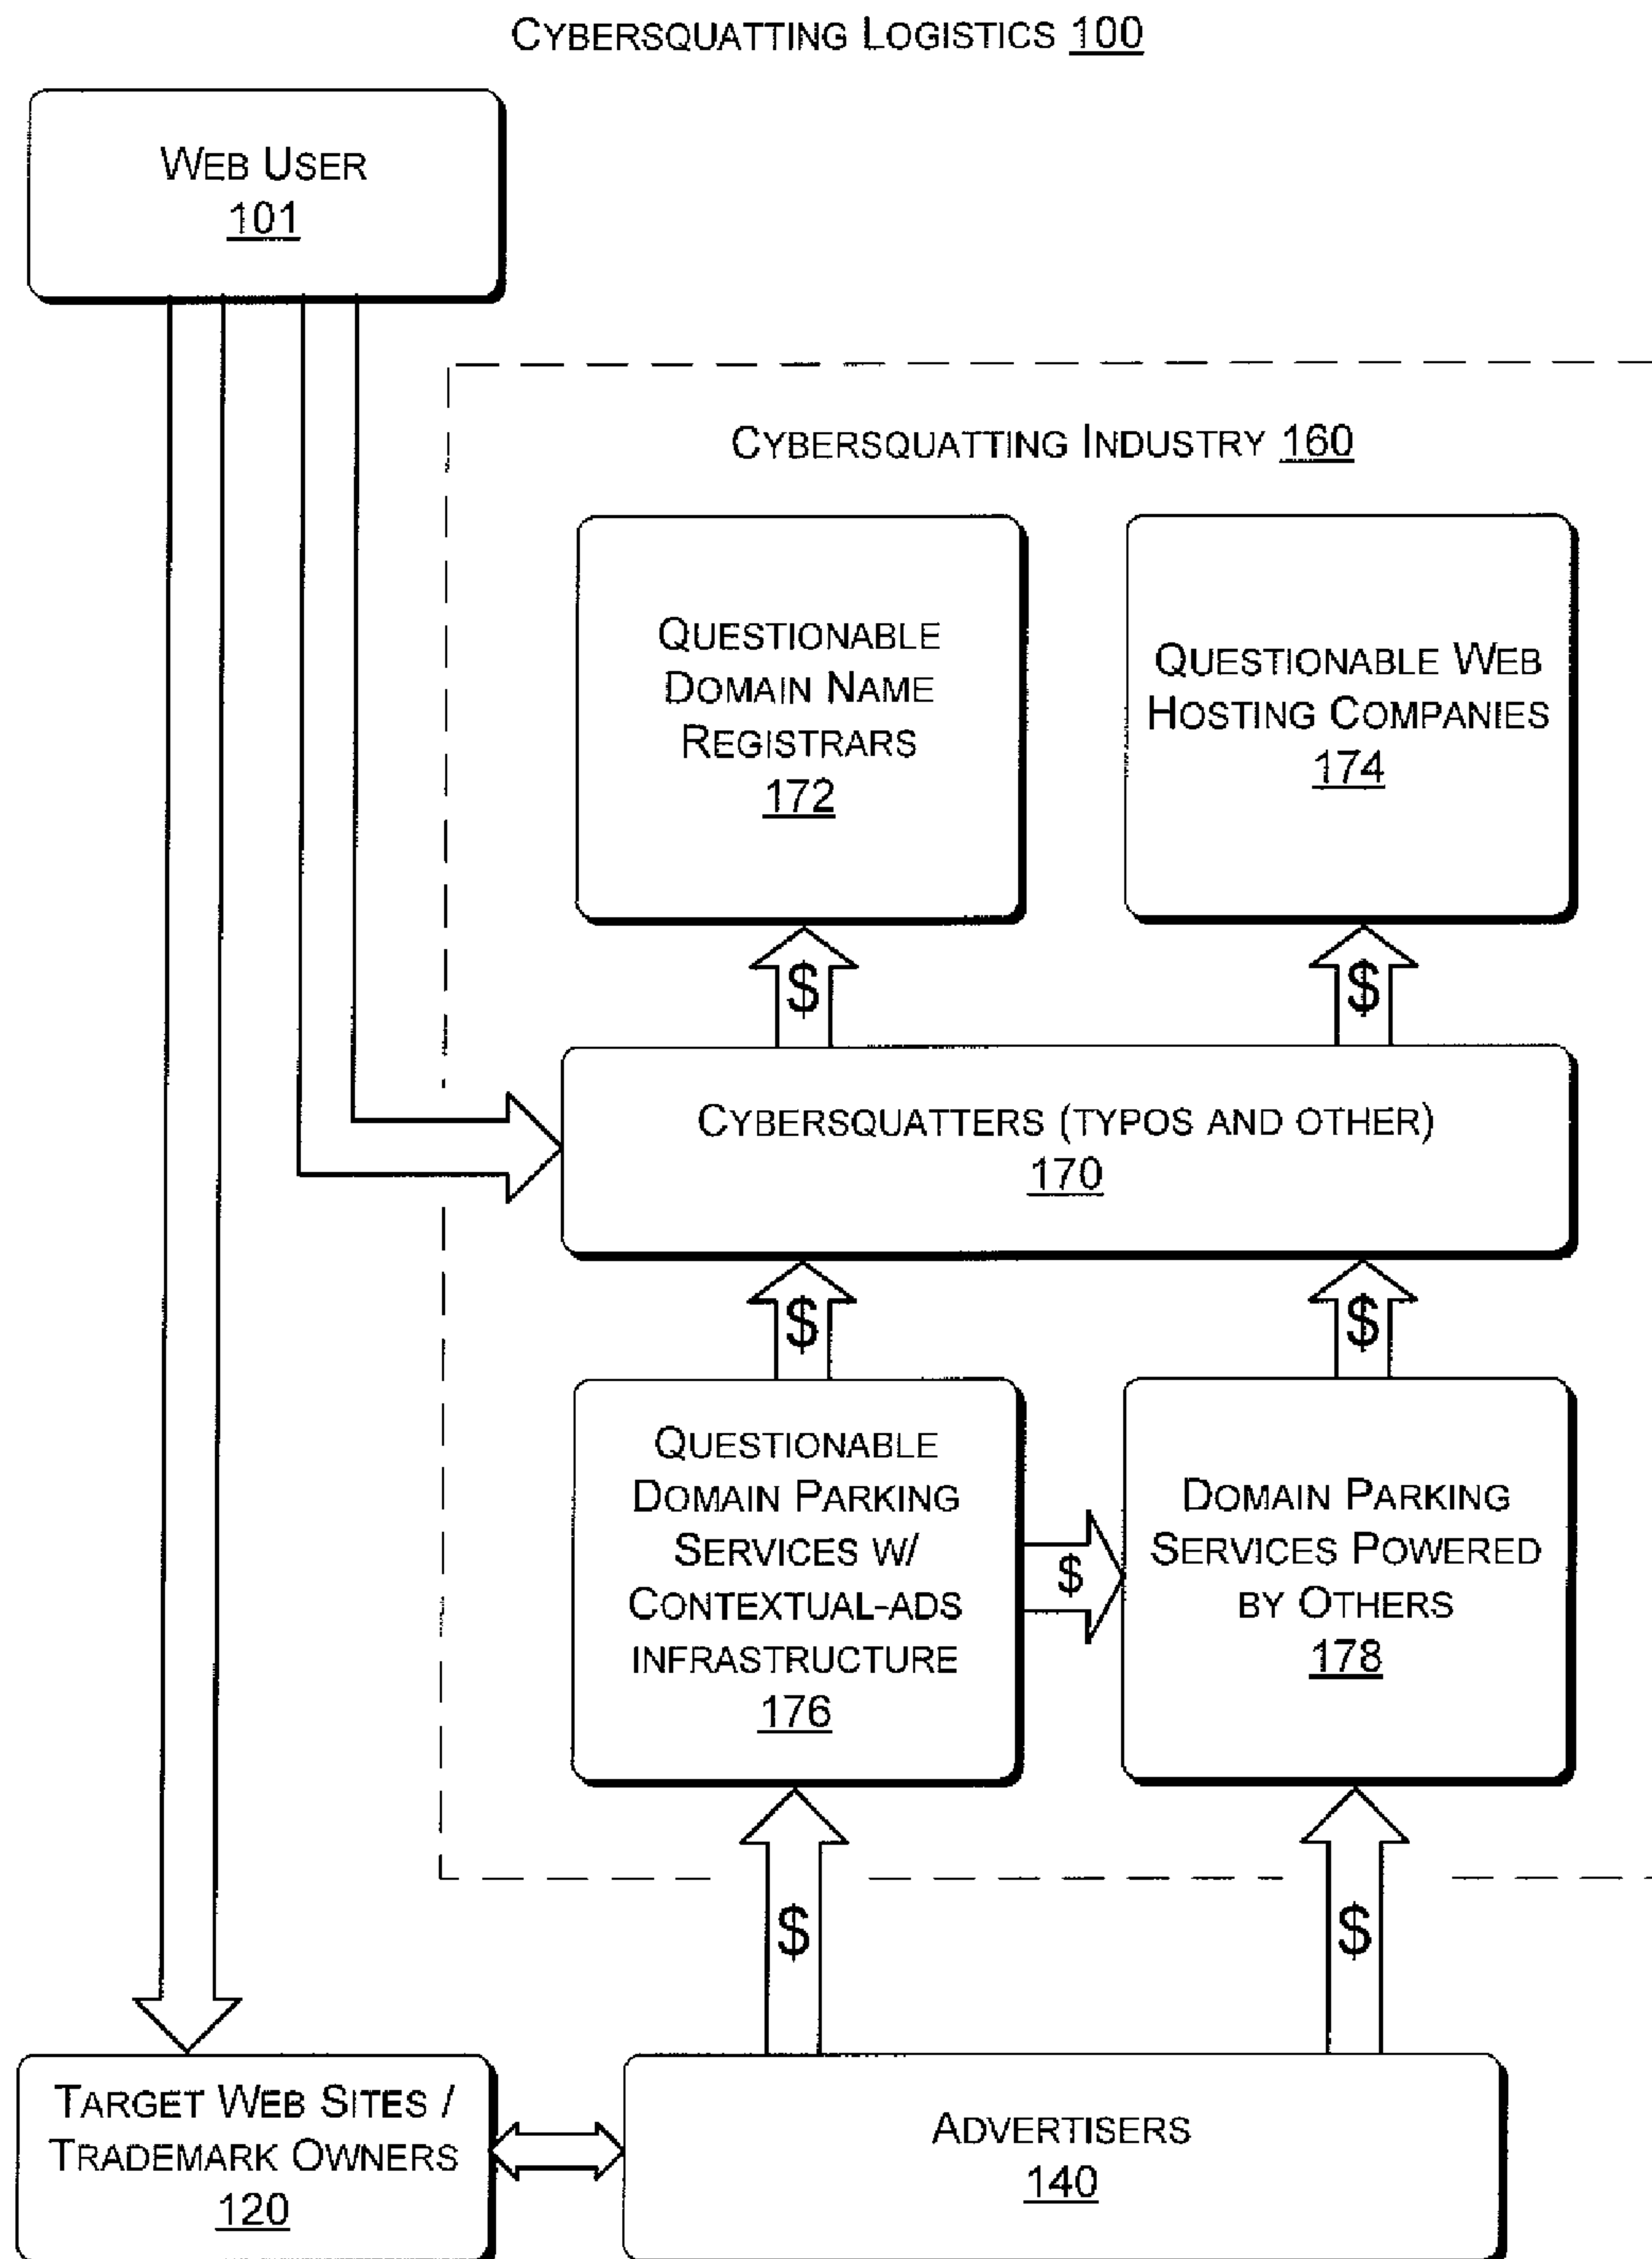 CYBERSQUATTING LOGISTICS 100
WEB USER
101
CYBERSQUATTING INDUSTRY 160
QUESTIONABLE
DOMAIN NAME
REGISTRARS
172
QUESTIONABLE WEB
HOSTING COMPANIES
174
$
$
CYBERSQUATTERS (TYPOS AND OTHER)
170
$
$
QUESTIONABLE
DOMAIN PARKING
SERVICES W/
CONTEXTUAL-ADS
INFRASTRUCTURE
176
$
DOMAIN PARKING
SERVICES POWERED
BY OTHERS
178
$
$
TARGET WEB SITES /
TRADEMARK OWNERS
120
ADVERTISERS
140